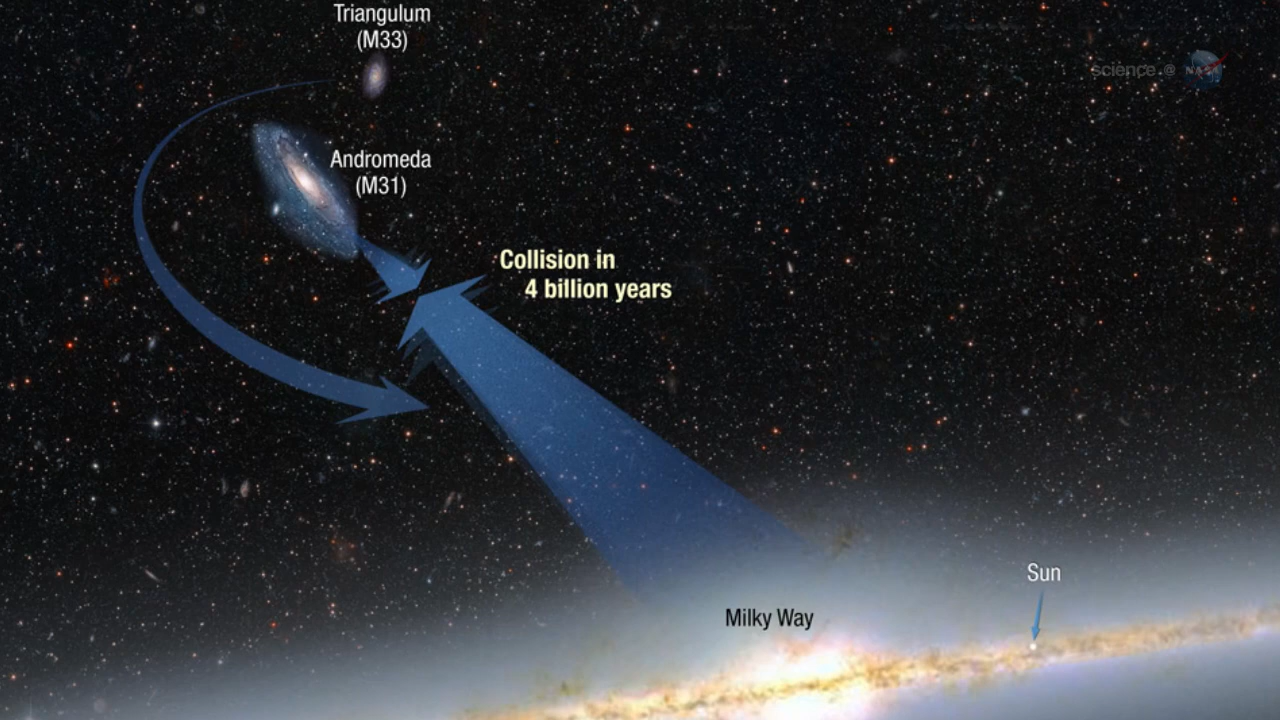 Triangulum
(M33)
science @ NASA
Andromeda
(M31)
Collision in
4 billion years
Sun
Milky Way